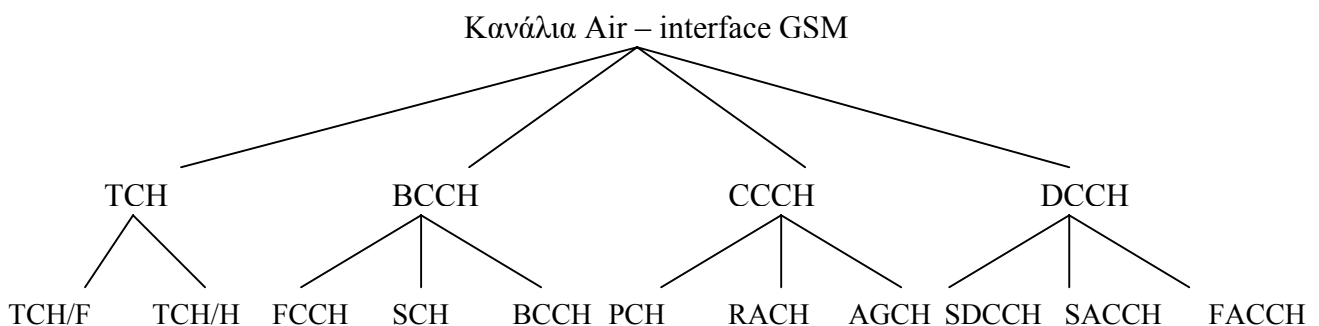 Κανάλια Air – interface GSM
TCH BCCH CCCH DCCH
TCH/F TCH/H FCCH SCH BCCH PCH RACH AGCH SDCCH SACCH FACCH